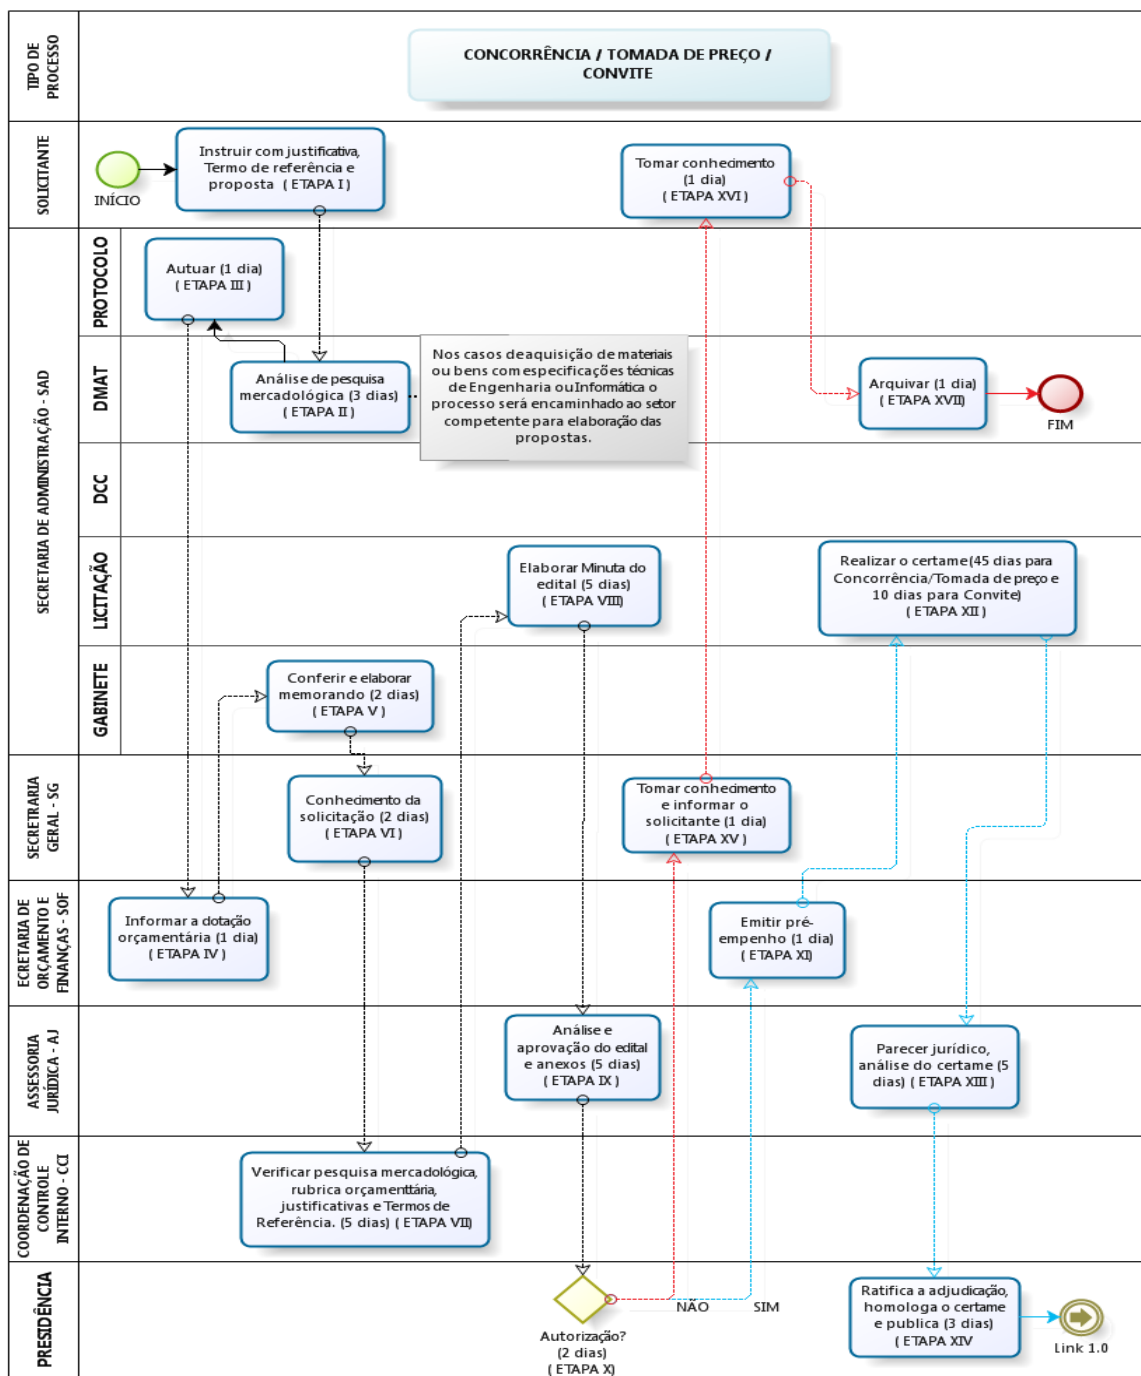 TIPO DE
PROCESSO
CONCORRÊNCIA / TOMADA DE PREÇO /
CONVITE
SOLICITANTE
INÍCIO
Instruir com justificativa,
Termo de referência e
proposta ( ETAPA I )
Tomar conhecimento
(1 dia)
( ETAPA XVI )
SECRETARIA DE ADMINISTRAÇÃO - SAD
PROTOCOLO
Autuar (1 dia)
( ETAPA III )
DMAT
Análise de pesquisa
mercadológica (3 dias)
( ETAPA II )
Nos casos de aquisição de materiais
ou bens com especificações técnicas
de Engenharia ou Informática o
processo será encaminhado ao setor
competente para elaboração das
propostas.
Arquivar (1 dia)
( ETAPA XVII)
FIM
DCC
LICITAÇÃO
Elaborar Minuta do
edital (5 dias)
( ETAPA VIII)
Realizar o certame(45 dias para
Concorrência/Tomada de preço e
10 dias para Convite)
( ETAPA XII )
GABINETE
Conferir e elaborar
memorando (2 dias)
( ETAPA V )
SECRETRARIA
GERAL - SG
Conhecimento da
solicitação (2 dias)
( ETAPA VI )
Tomar conhecimento
e informar o
solicitante (1 dia)
( ETAPA XV )
ECRETARIA DE
ORÇAMENTO E
FINANÇAS - SOF
Informar a dotação
orçamentária (1 dia)
( ETAPA IV )
Emitir pré-
empenho (1 dia)
( ETAPA XI)
ASSESSORIA
JURÍDICA - AJ
Análise e
aprovação do edital
e anexos (5 dias)
( ETAPA IX )
Parecer jurídico,
análise do certame (5
dias) ( ETAPA XIII )
COORDENAÇÃO DE
CONTROLE
INTERNO - CCI
Verificar pesquisa mercadológica,
rubrica orçamenttária,
justificativas e Termos de
Referência. (5 dias) ( ETAPA VII)
PRESIDÊNCIA
Autorização?
(2 dias)
( ETAPA X)
NÃO
SIM
Ratifica a adjudicação,
homologa o certame
e publica (3 dias)
( ETAPA XIV
Link 1.0